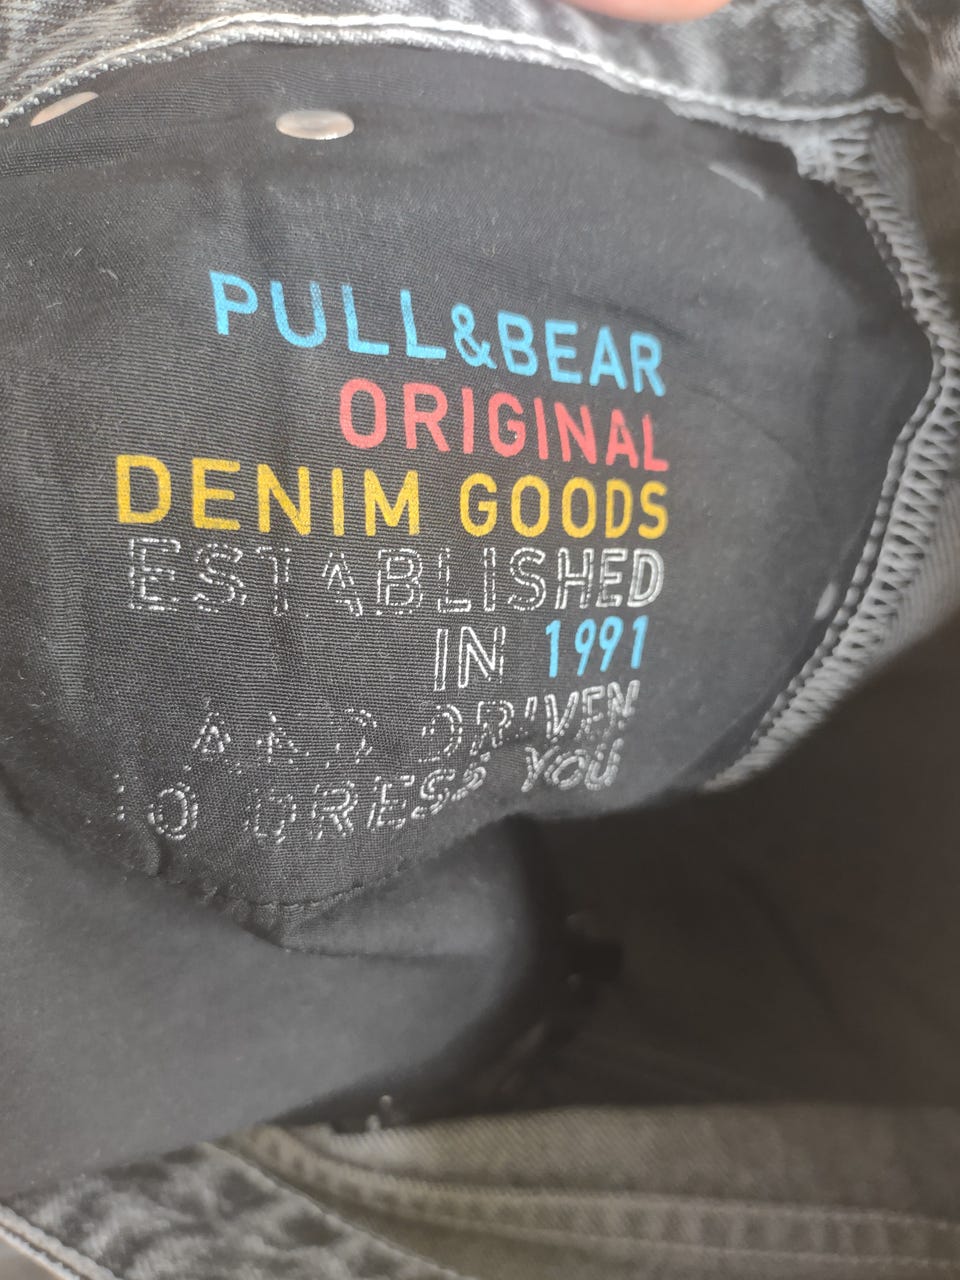 PULL&BEAR
ORIGINAL
DENIM GOODS
ESTABLISHED
IN 1991
AND DRIVEN
TO DRESS YOU